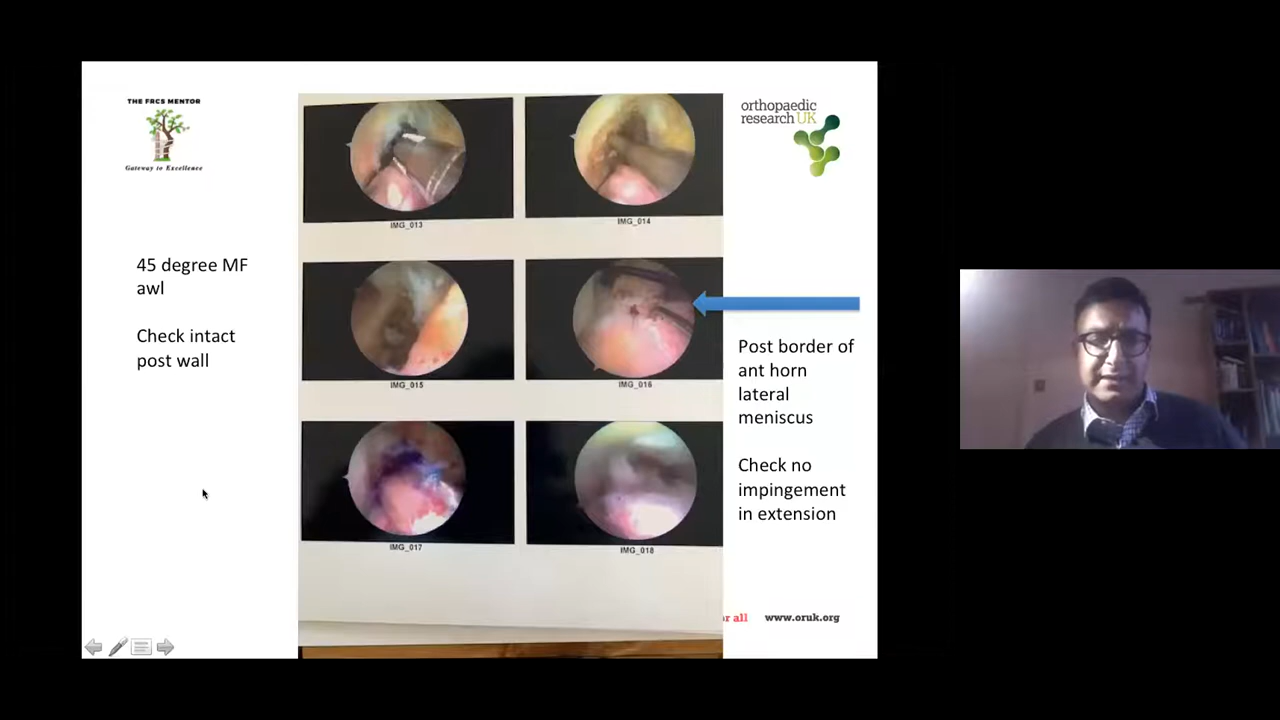 THE FRCS MENTOR
Gateway to Excellence
orthopaedic
research UK
45 degree MF
awl
Check intact
post wall
IMG_013
IMG_014
IMG_015
IMG_016
IMG_017
IMG_018
Post border of
ant horn
lateral
meniscus
Check no
impingement
in extension
r all
www.oruk.org